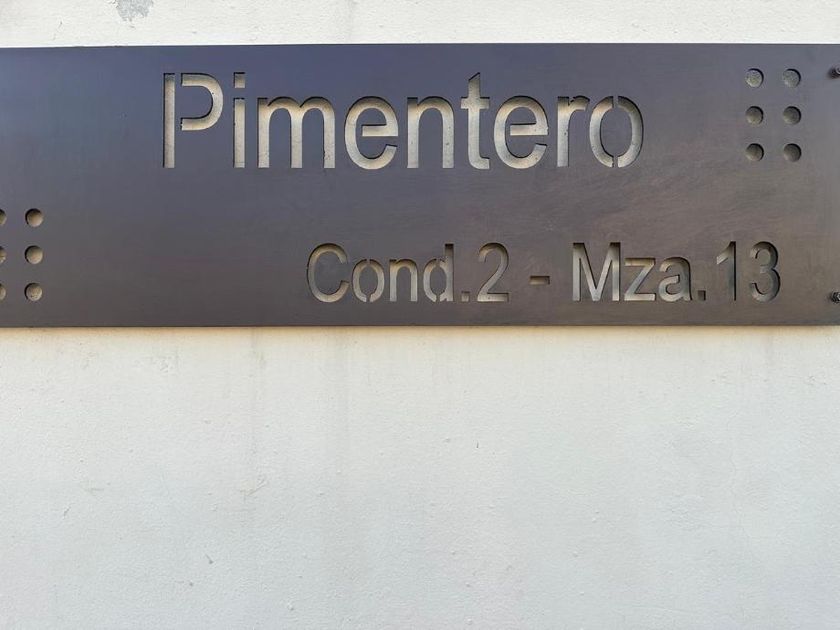 Pimentero
Cond.2 - Mza.13